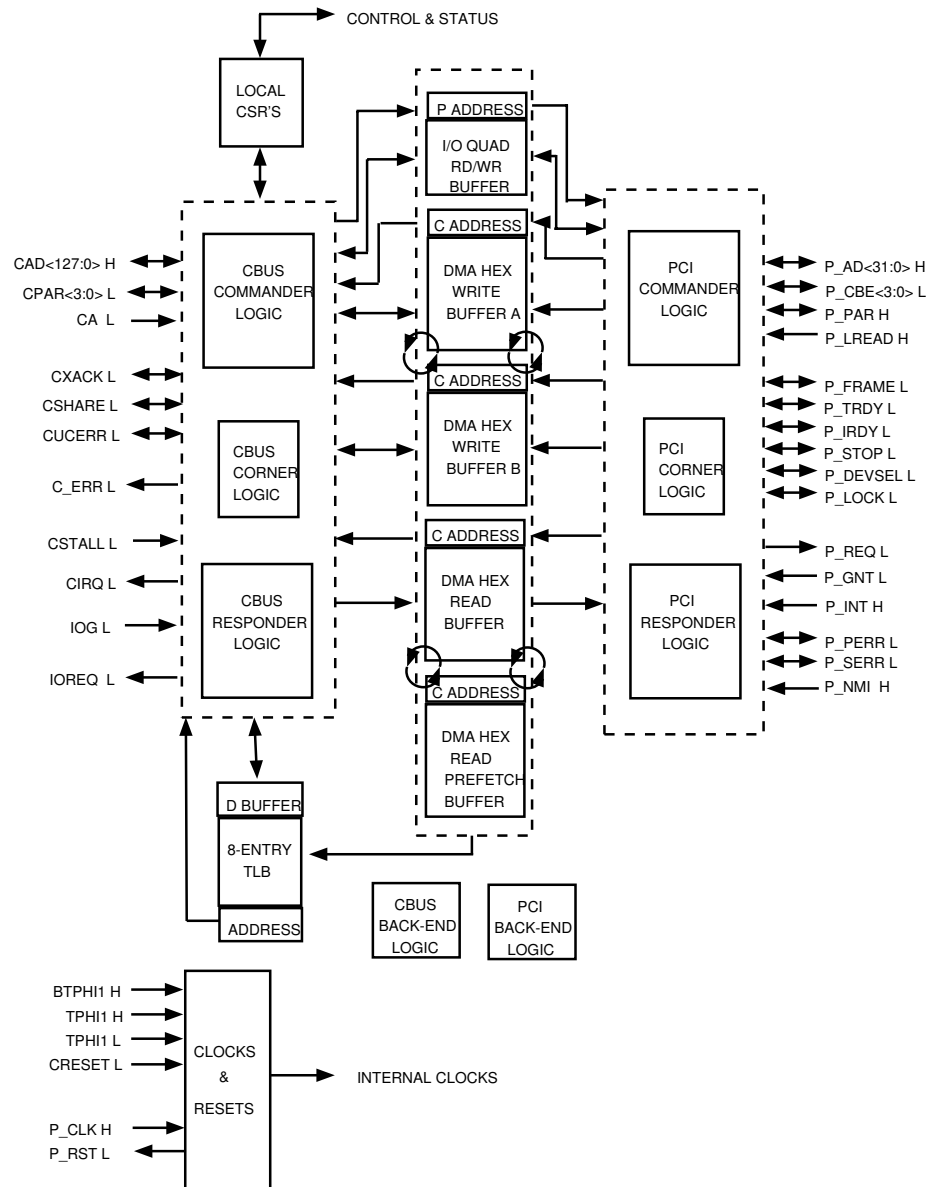 CONTROL & STATUS
LOCAL
CSR'S
P ADDRESS
I/O QUAD
RD/WR
BUFFER
C ADDRESS
DMA HEX
WRITE
BUFFER A
C ADDRESS
DMA HEX
WRITE
BUFFER B
C ADDRESS
DMA HEX
READ
BUFFER
C ADDRESS
DMA HEX
READ
PREFETCH
BUFFER
CAD<127:0> H
CPAR<3:0> L
CA L
CXACK L
CSHARE L
CUCERR L
C_ERR L
CSTALL L
CIRQ L
IOG L
IOREQ L
CBUS
COMMANDER
LOGIC
CBUS
CORNER
LOGIC
CBUS
RESPONDER
LOGIC
PCI
COMMANDER
LOGIC
PCI
CORNER
LOGIC
PCI
RESPONDER
LOGIC
P_AD<31:0> H
P_CBE<3:0> L
P_PAR H
P_LREAD H
P_FRAME L
P_TRDY L
P_IRDY L
P_STOP L
P_DEVSEL L
P_LOCK L
P_REQ L
P_GNT L
P_INT H
P_PERR L
P_SERR L
P_NMI H
D BUFFER
8-ENTRY
TLB
ADDRESS
CBUS
BACK-END
LOGIC
PCI
BACK-END
LOGIC
BTPHI1 H
TPHI1 H
TPHI1 L
CRESET L
P_CLK H
P_RST L
CLOCKS
&
RESETS
INTERNAL CLOCKS